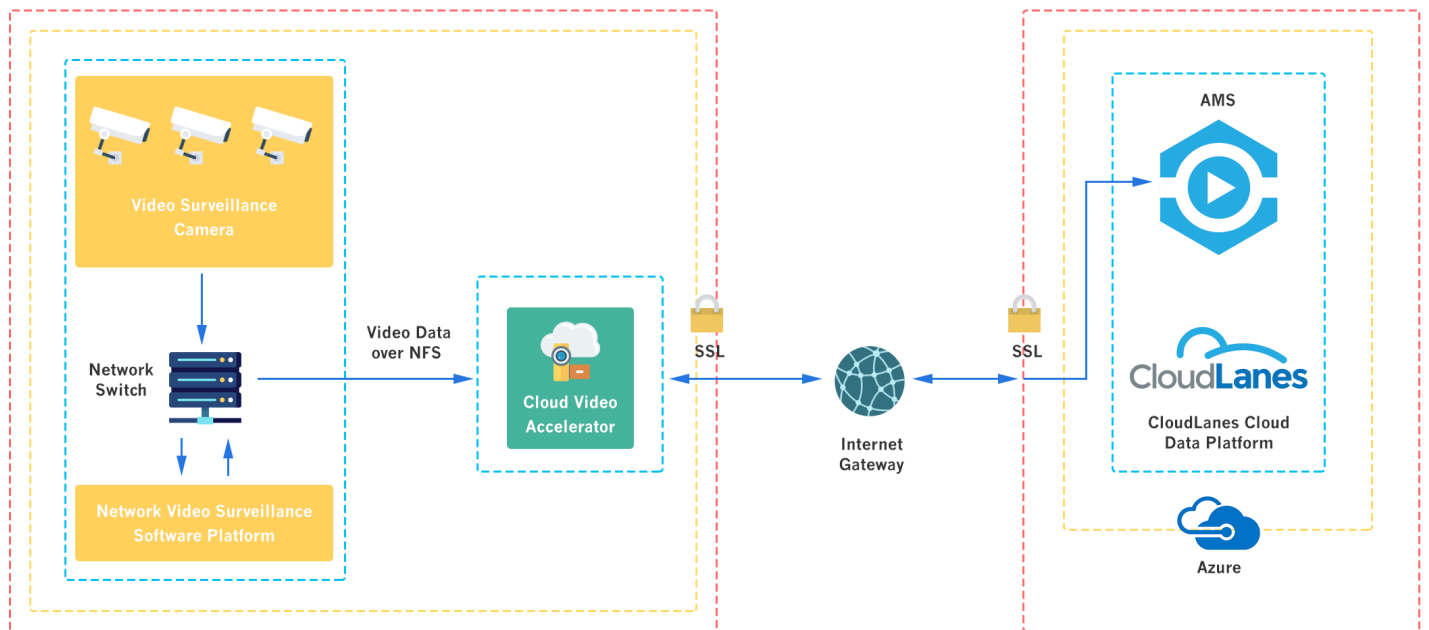 Video Surveillance
Camera
Network
Switch
Network Video Surveillance
Software Platform
Video Data
over NFS
Cloud Video
Accelerator
SSL
Internet
Gateway
SSL
AMS
CloudLanes
CloudLanes Cloud
Data Platform
Azure